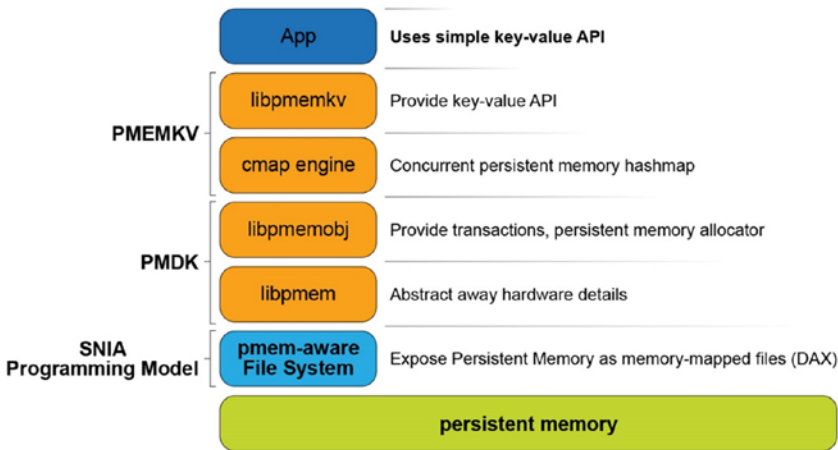 App
Uses simple key-value API
PMEMKV
libpmemkv
Provide key-value API
cmap engine
Concurrent persistent memory hashmap
PMDK
libpmemobj
Provide transactions, persistent memory allocator
libpmem
Abstract away hardware details
SNIA
Programming Model
pmem-aware
File System
Expose Persistent Memory as memory-mapped files (DAX)
persistent memory